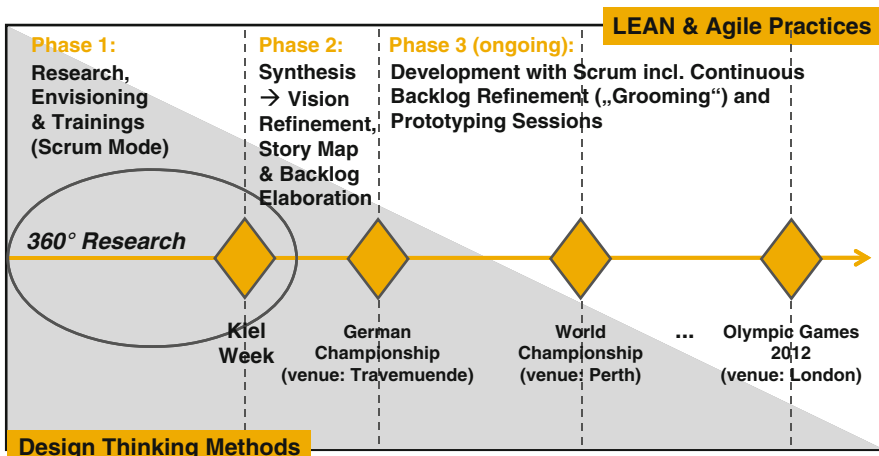 LEAN & Agile Practices
Phase 1:
Research,
Envisioning
& Trainings
(Scrum Mode)
Phase 2:
Synthesis
→ Vision
Refinement,
Story Map
& Backlog
Elaboration
Phase 3 (ongoing):
Development with Scrum incl. Continuous
Backlog Refinement („Grooming“) and
Prototyping Sessions
360° Research
Kiel
Week
German
Championship
(venue: Travemuende)
World
Championship
(venue: Perth)
...
Olympic Games
2012
(venue: London)
Design Thinking Methods